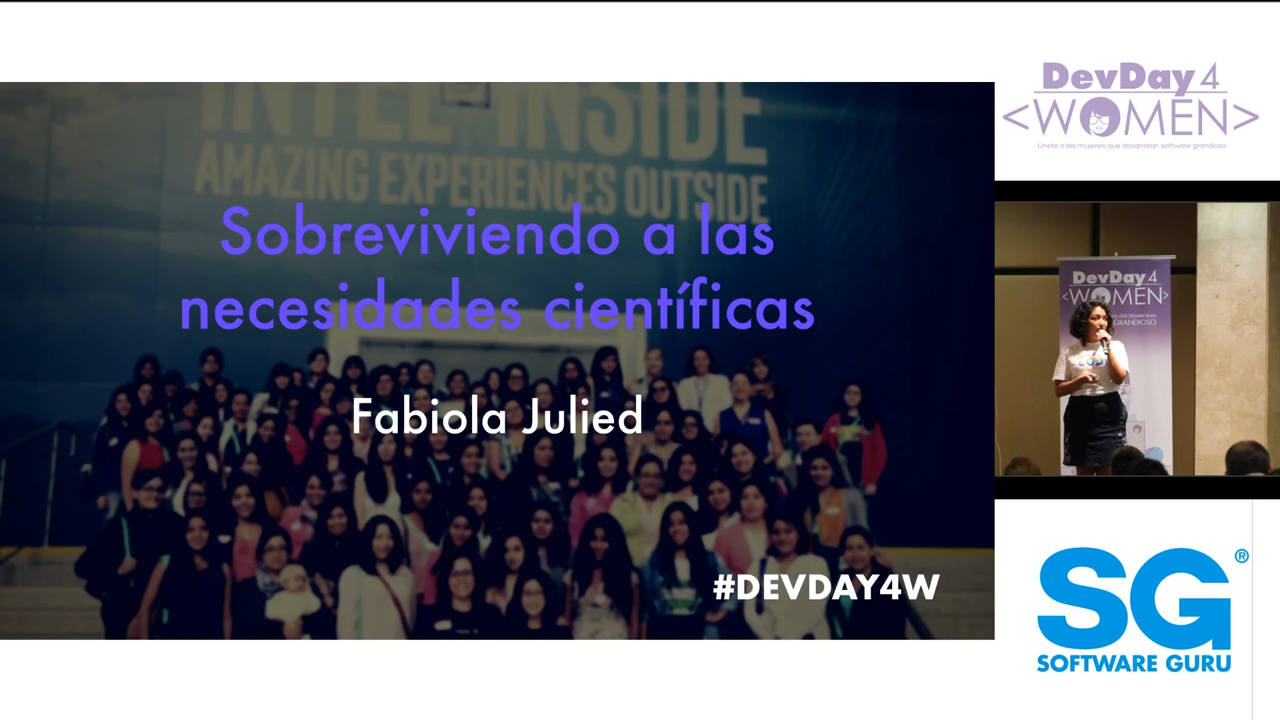 INTEL INSIDE
AMAZING EXPERIENCES OUTSIDE
Sobreviviendo a las
necesidades científicas
Fabiola Julied
#DEVDAY4W
DevDay4
<WOMEN>
Únete a las mujeres que desarrollan software grandioso
DevDay4
<WOMEN>
GRANDIOSO
SG®
SOFTWARE GURU